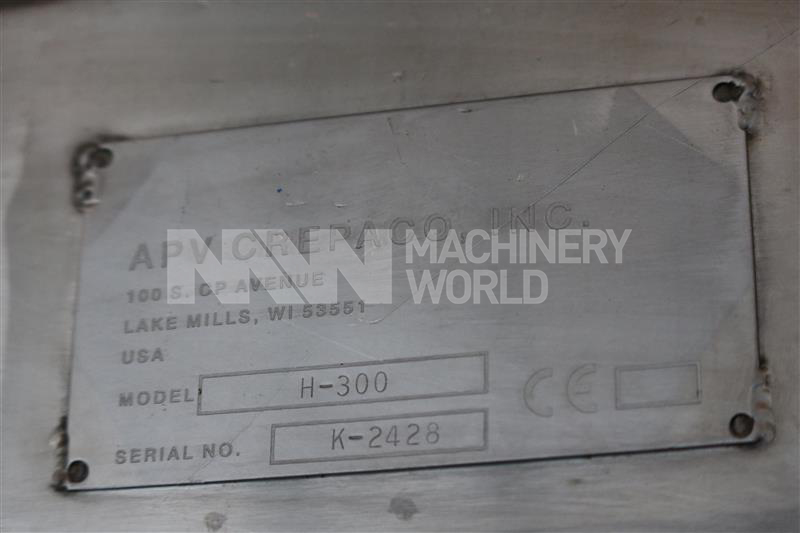 APV CREPACO, INC.
100 S. CP AVENUE
LAKE MILLS, WI 53551
USA
MODEL H-300
CE
SERIAL NO. K-2428
MW MACHINERY
WORLD